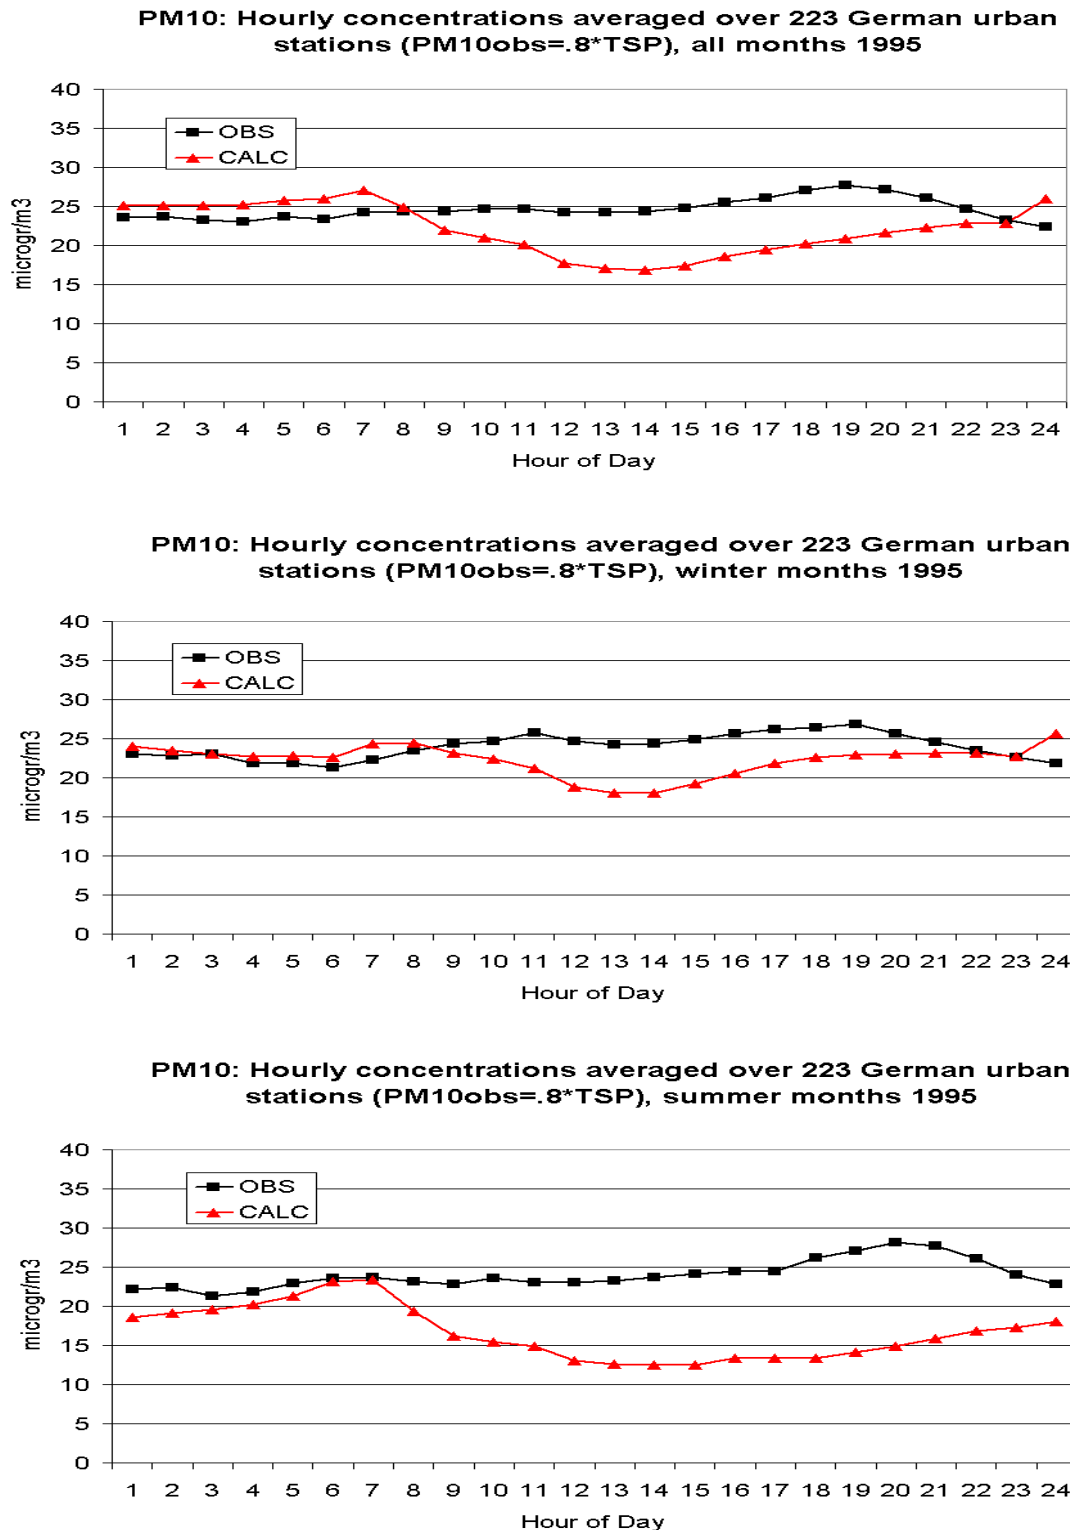 PM10: Hourly concentrations averaged over 223 German urban
stations (PM10obs=.8*TSP), all months 1995
40
35
30
25
20
15
10
5
0
microgr/m3
OBS
CALC
1 2 3 4 5 6 7 8 9 10 11 12 13 14 15 16 17 18 19 20 21 22 23 24
Hour of Day
PM10: Hourly concentrations averaged over 223 German urban
stations (PM10obs=.8*TSP), winter months 1995
40
35
30
25
20
15
10
5
0
microgr/m3
OBS
CALC
1 2 3 4 5 6 7 8 9 10 11 12 13 14 15 16 17 18 19 20 21 22 23 24
Hour of Day
PM10: Hourly concentrations averaged over 223 German urban
stations (PM10obs=.8*TSP), summer months 1995
40
35
30
25
20
15
10
5
0
microgr/m3
OBS
CALC
1 2 3 4 5 6 7 8 9 10 11 12 13 14 15 16 17 18 19 20 21 22 23 24
Hour of Day